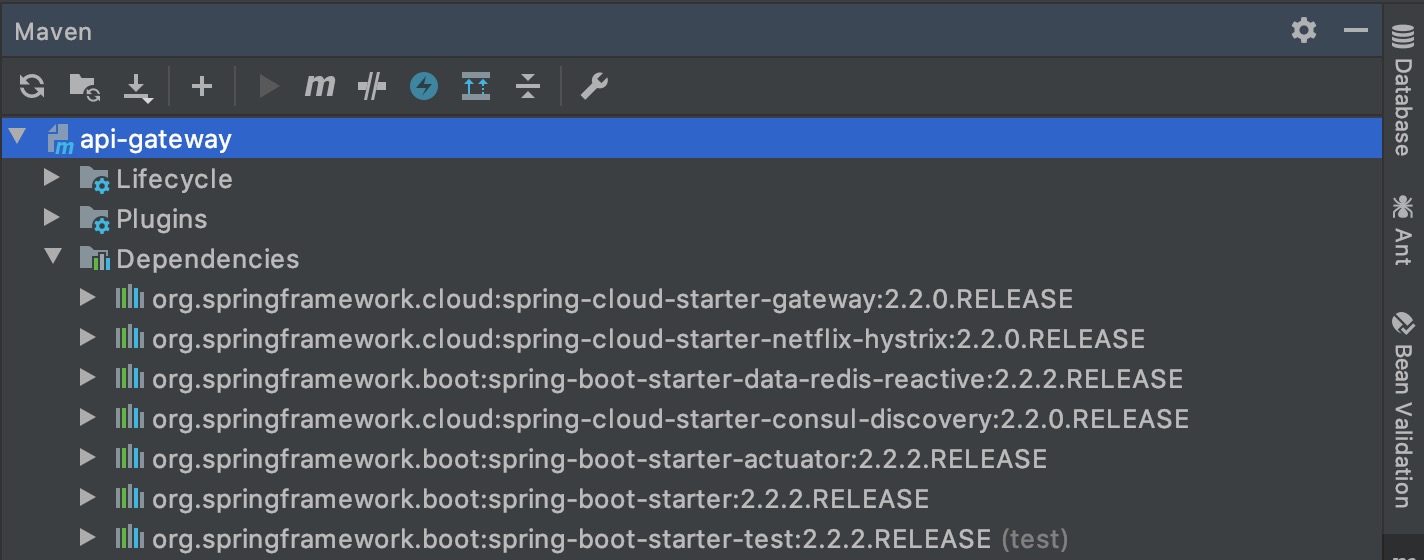 Maven
m
api-gateway
Lifecycle
Plugins
Dependencies
org.springframework.cloud:spring-cloud-starter-gateway:2.2.0.RELEASE
org.springframework.cloud:spring-cloud-starter-netflix-hystrix:2.2.0.RELEASE
org.springframework.boot:spring-boot-starter-data-redis-reactive:2.2.2.RELEASE
org.springframework.cloud:spring-cloud-starter-consul-discovery:2.2.0.RELEASE
org.springframework.boot:spring-boot-starter-actuator:2.2.2.RELEASE
org.springframework.boot:spring-boot-starter:2.2.2.RELEASE
org.springframework.boot:spring-boot-starter-test:2.2.2.RELEASE (test)
Database
Ant
Bean Validation